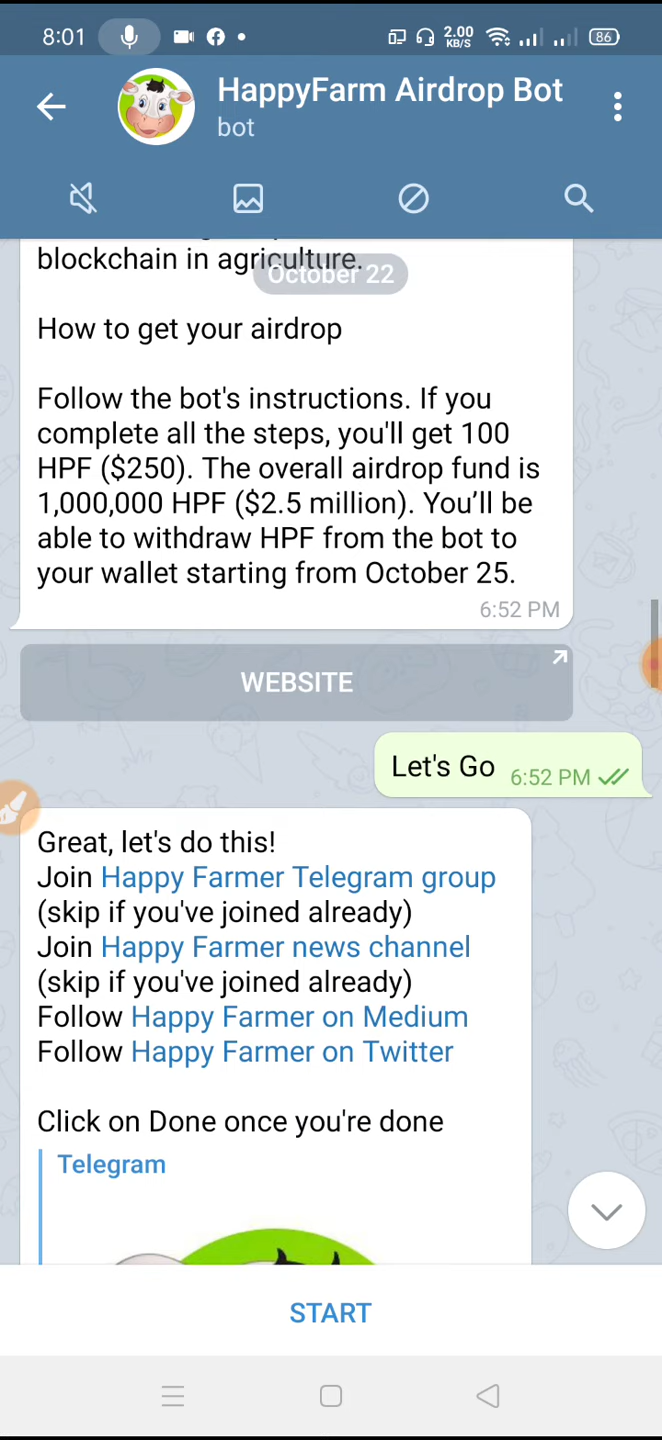 8:01
2.00
KB/S
86
HappyFarm Airdrop Bot
bot
blockchain in agriculture.
October 22
How to get your airdrop
Follow the bot's instructions. If you
complete all the steps, you'll get 100
HPF ($250). The overall airdrop fund is
1,000,000 HPF ($2.5 million). You’ll be
able to withdraw HPF from the bot to
your wallet starting from October 25.
6:52 PM
WEBSITE
Let's Go 6:52 PM
Great, let's do this!
Join Happy Farmer Telegram group
(skip if you've joined already)
Join Happy Farmer news channel
(skip if you've joined already)
Follow Happy Farmer on Medium
Follow Happy Farmer on Twitter
Click on Done once you're done
Telegram
START